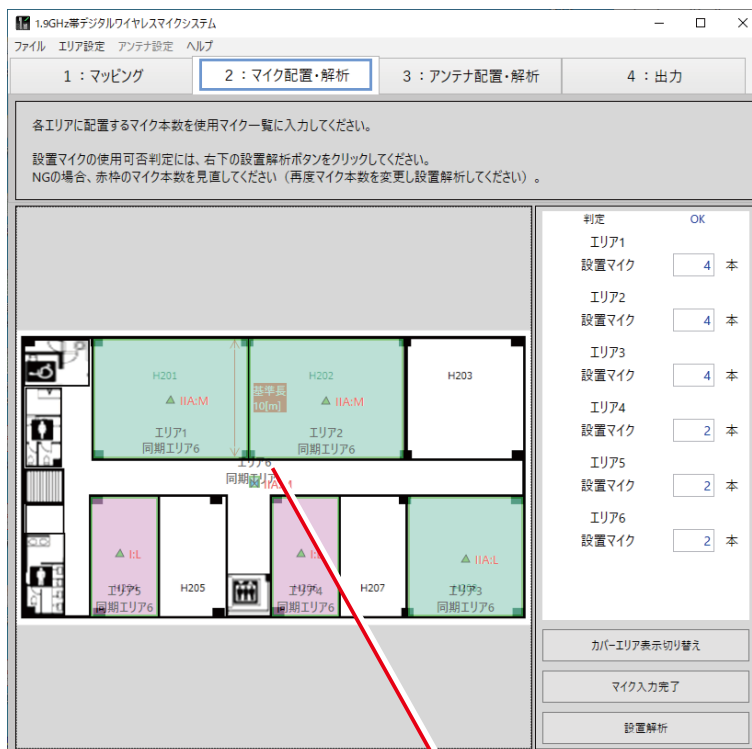 1.9GHz帯デジタルワイヤレスマイクシステム
ファイル エリア設定 アンテナ設定 ヘルプ
1:マッピング 2:マイク配置・解析 3:アンテナ配置・解析 4:出力
各エリアに配置するマイク本数を使用マイク一覧に入力してください。
設置マイクの使用可否判定には、右下の設置解析ボタンをクリックしてください。
NGの場合、赤枠のマイク本数を見直してください(再度マイク本数を変更し設置解析してください)。
H201
IIA:M
エリア1
同期エリア6
基準長
10[m]
H202
IIA:M
エリア2
同期エリア6
H203
エリア6
I:L
エリア5
同期エリア6
H205
エリア4
同期エリア6
H207
IIA:L
エリア3
同期エリア6
判定 OK
エリア1
設置マイク 4 本
エリア2
設置マイク 4 本
エリア3
設置マイク 4 本
エリア4
設置マイク 2 本
エリア5
設置マイク 2 本
エリア6
設置マイク 2 本
カバーエリア表示切り替え
マイク入力完了
設置解析